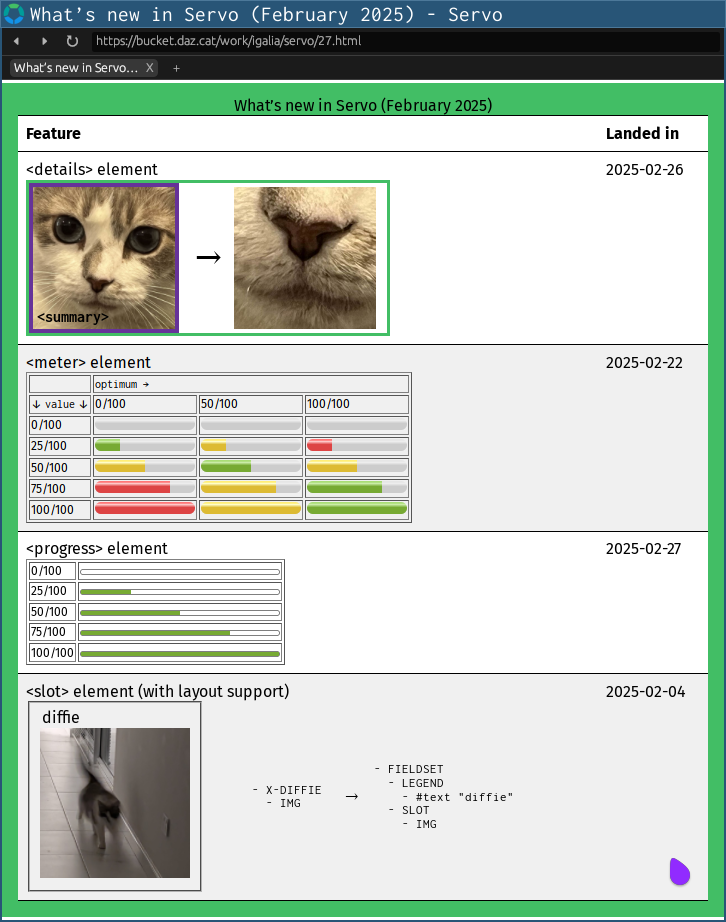 What's new in Servo (February 2025) - Servo
https://bucket.daz.cat/work/igalia/servo/27.html
What's new in Servo... X +
What's new in Servo (February 2025)
Feature Landed in
<details> element 2025-02-26
→
<summary>
<meter> element 2025-02-22
optimum →
↓ value ↓ 0/100 50/100 100/100
0/100
25/100
50/100
75/100
100/100
<progress> element 2025-02-27
0/100
25/100
50/100
75/100
100/100
<slot> element (with layout support) 2025-02-04
diffie
- X-DIFFIE
- IMG
→
- FIELDSET
- LEGEND
- #text "diffie"
- SLOT
- IMG